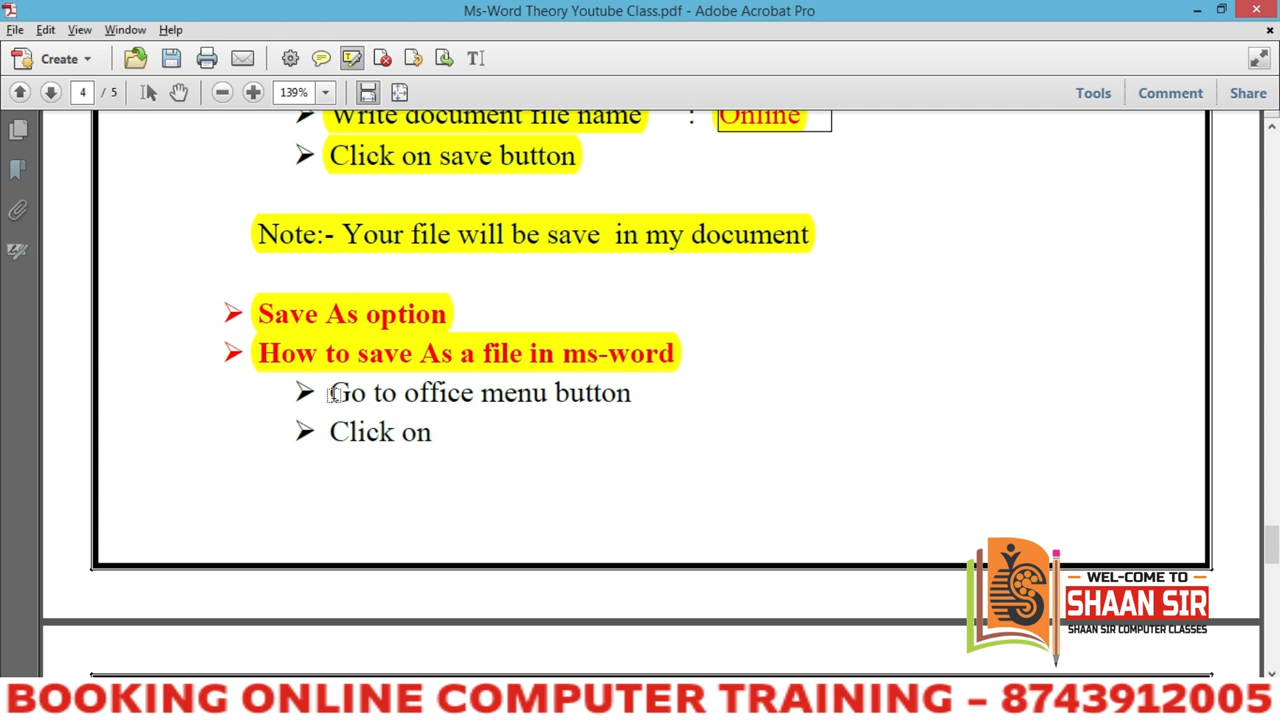 Ms-Word Theory Youtube Class.pdf - Adobe Acrobat Pro
File Edit View Window Help
Create
4 / 5 139% Tools Comment Share
Write document file name : Online
Click on save button
Note:- Your file will be save in my document
Save As option
How to save As a file in ms-word
Go to office menu button
Click on
WEL-COME TO
SHAAN SIR
SHAAN SIR COMPUTER CLASSES
BOOKING ONLINE COMPUTER TRAINING – 8743912005